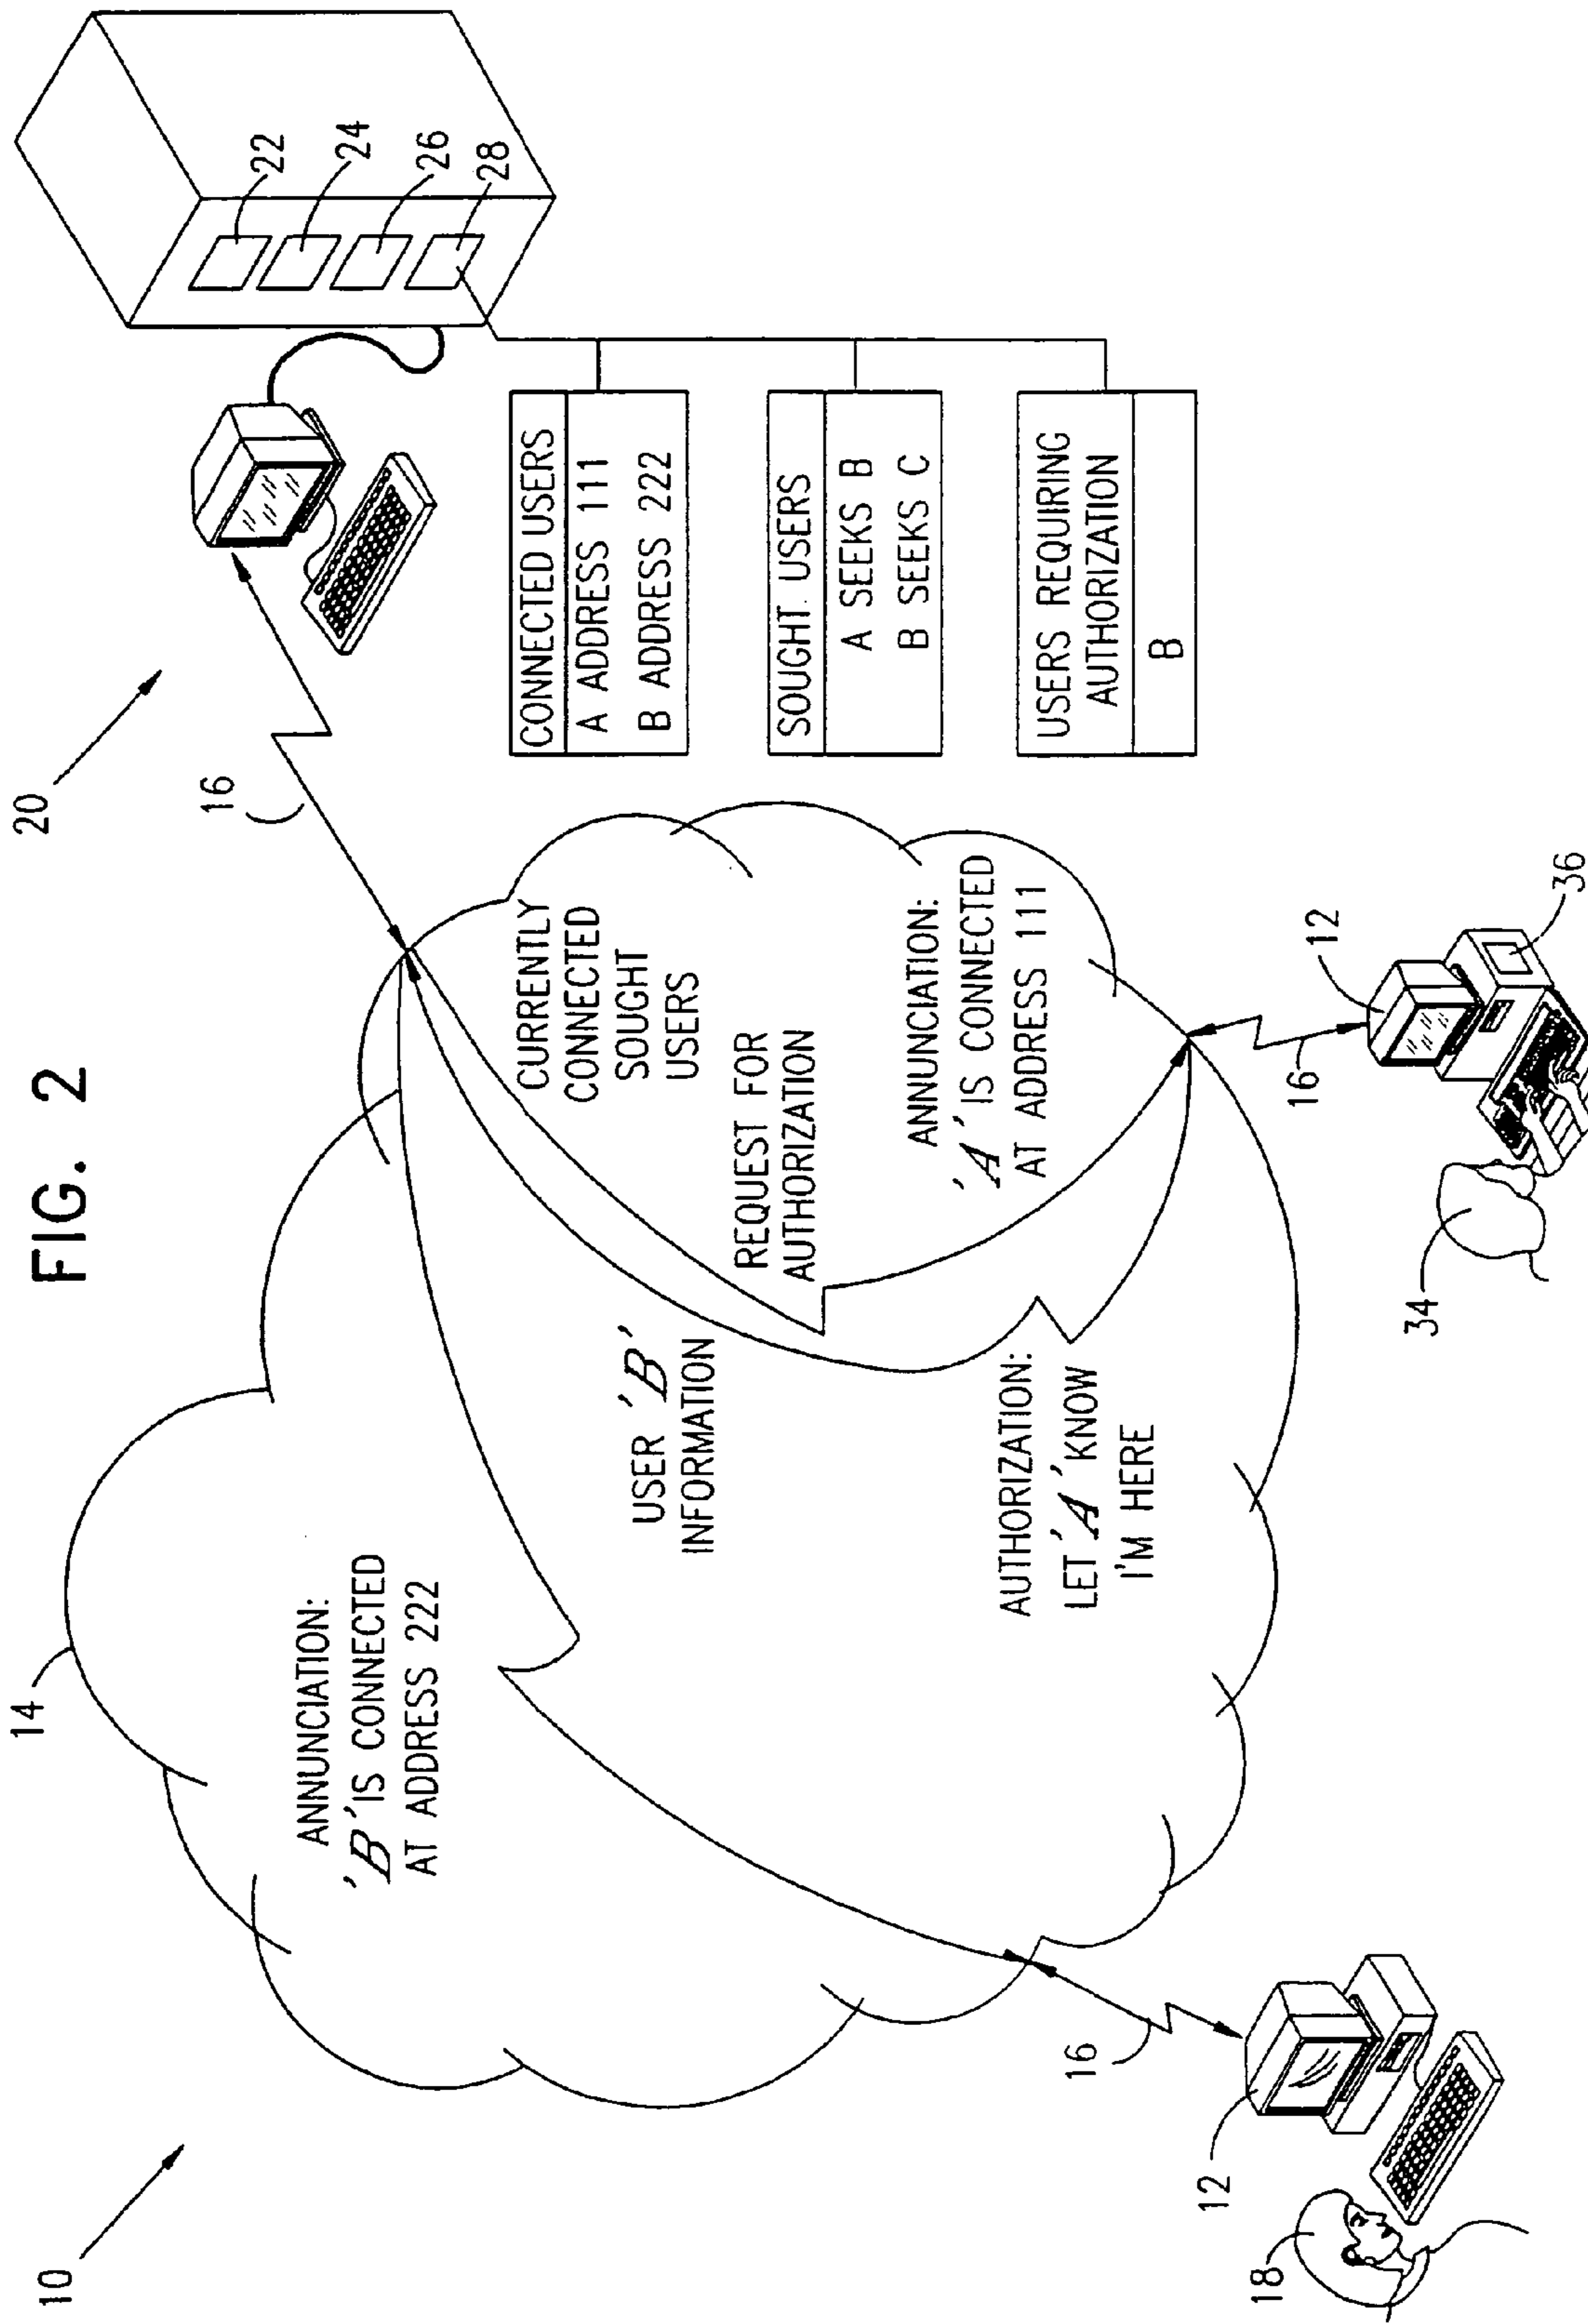 FIG. 2
10
14
20
16
22
24
26
28
ANNUNCIATION:
'B' IS CONNECTED
AT ADDRESS 222
USER 'B'
INFORMATION
CURRENTLY
CONNECTED
SOUGHT
USERS
REQUEST FOR
AUTHORIZATION
ANNUNCIATION:
'A' IS CONNECTED
AT ADDRESS 111
AUTHORIZATION:
LET 'A' KNOW
I'M HERE
CONNECTED USERS
A ADDRESS 111
B ADDRESS 222
SOUGHT USERS
A SEEKS B
B SEEKS C
USERS REQUIRING
AUTHORIZATION
B
16
12
18
16
12
34
36